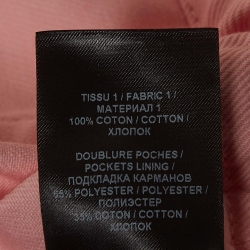 TISSU 1 / FABRIC 1 /
МАТЕРИАЛ 1
100% COTON / COTTON /
ХЛОПОК
DOUBLURE POCHES /
POCKETS LINING /
ПОДКЛАДКА КАРМАНОВ
65% POLYESTER / POLYESTER
/ ПОЛИЭСТЕР
35% COTON / COTTON /
ХЛОПОК